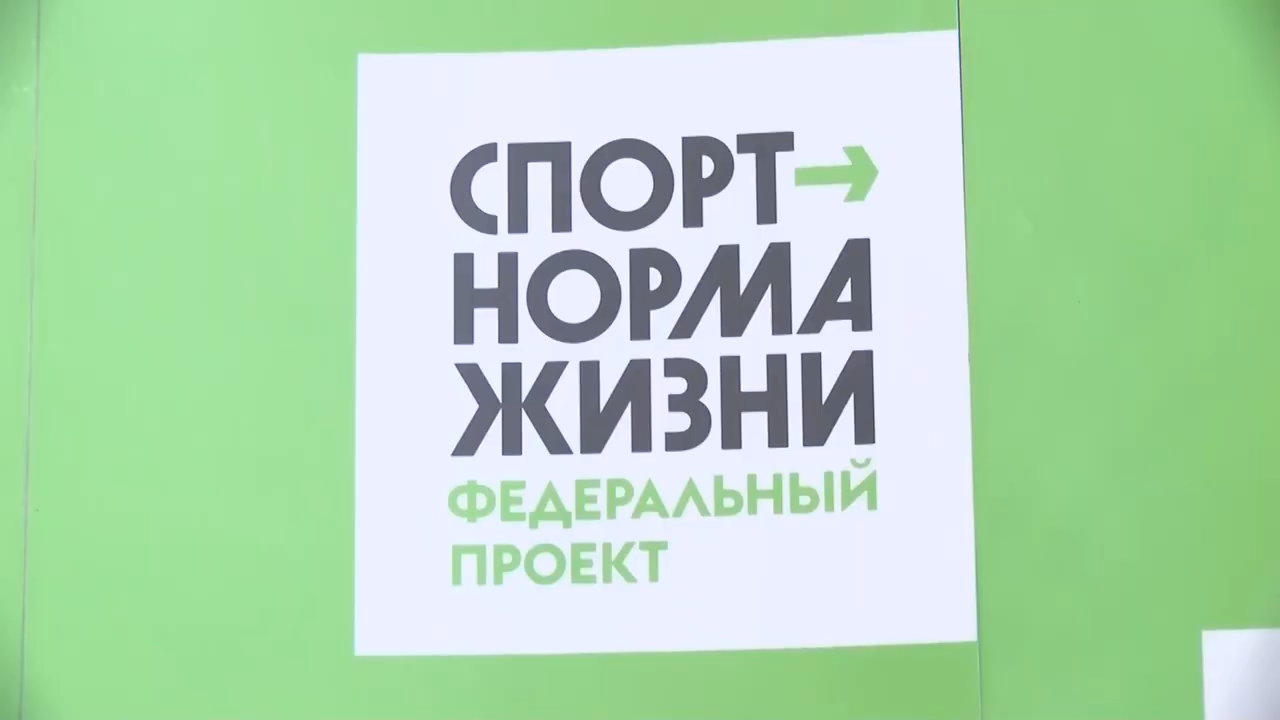 СПОРТ→
НОРМА
ЖИЗНИ
ФЕДЕРАЛЬНЫЙ
ПРОЕКТ